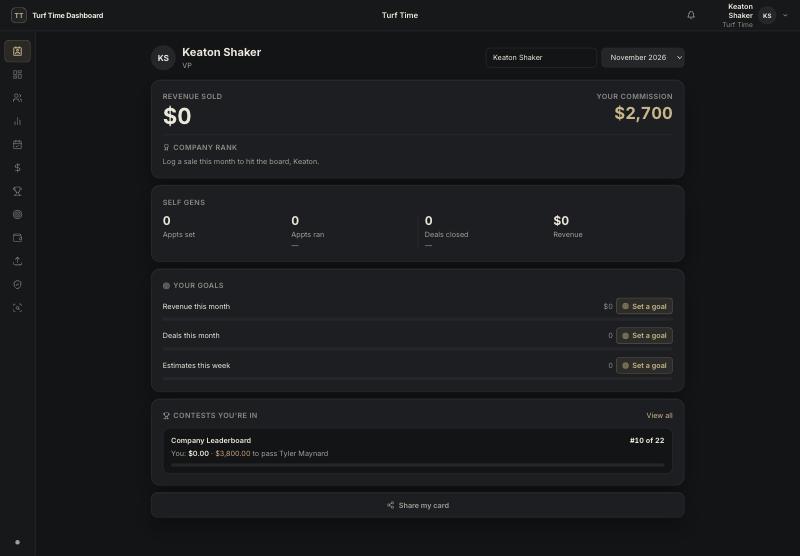 TT Turf Time Dashboard
Turf Time
Keaton Shaker
Turf Time
KS
KS
Keaton Shaker
VP
Keaton Shaker
November 2026
REVENUE SOLD
$0
YOUR COMMISSION
$2,700
COMPANY RANK
Log a sale this month to hit the board, Keaton.
SELF GENS
0
Appts set
0
Appts ran
—
0
Deals closed
—
$0
Revenue
YOUR GOALS
Revenue this month
$0
Set a goal
Deals this month
0
Set a goal
Estimates this week
0
Set a goal
CONTESTS YOU'RE IN
View all
Company Leaderboard
#10 of 22
You: $0.00 · $3,800.00 to pass Tyler Maynard
Share my card